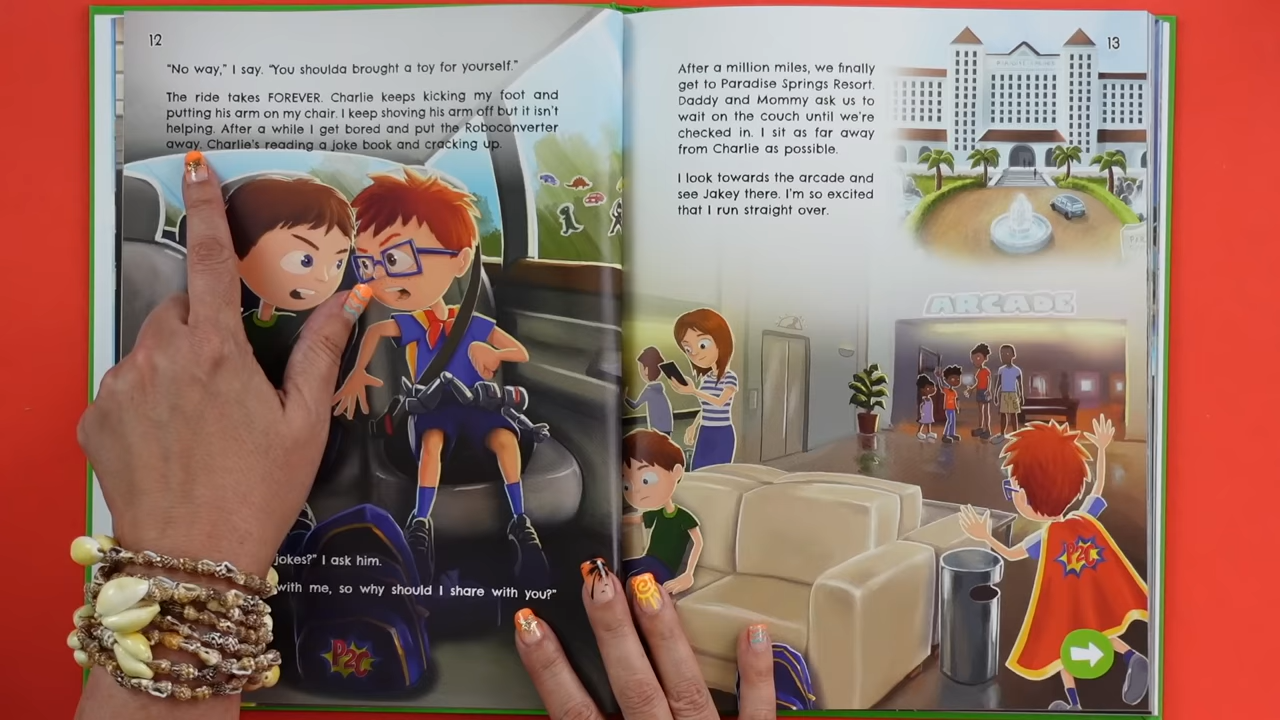 12
"No way," I say. "You shoulda brought a toy for yourself."
The ride takes FOREVER. Charlie keeps kicking my foot and
putting his arm on my chair. I keep shoving his arm off but it isn't
helping. After a while I get bored and put the Roboconverter
away. Charlie's reading a joke book and cracking up.
jokes?" I ask him.
with me, so why should I share with you?"
P2C
13
After a million miles, we finally
get to Paradise Springs Resort.
Daddy and Mommy ask us to
wait on the couch until we're
checked in. I sit as far away
from Charlie as possible.
I look towards the arcade and
see Jakey there. I'm so excited
that I run straight over.
ARCADE
P2C